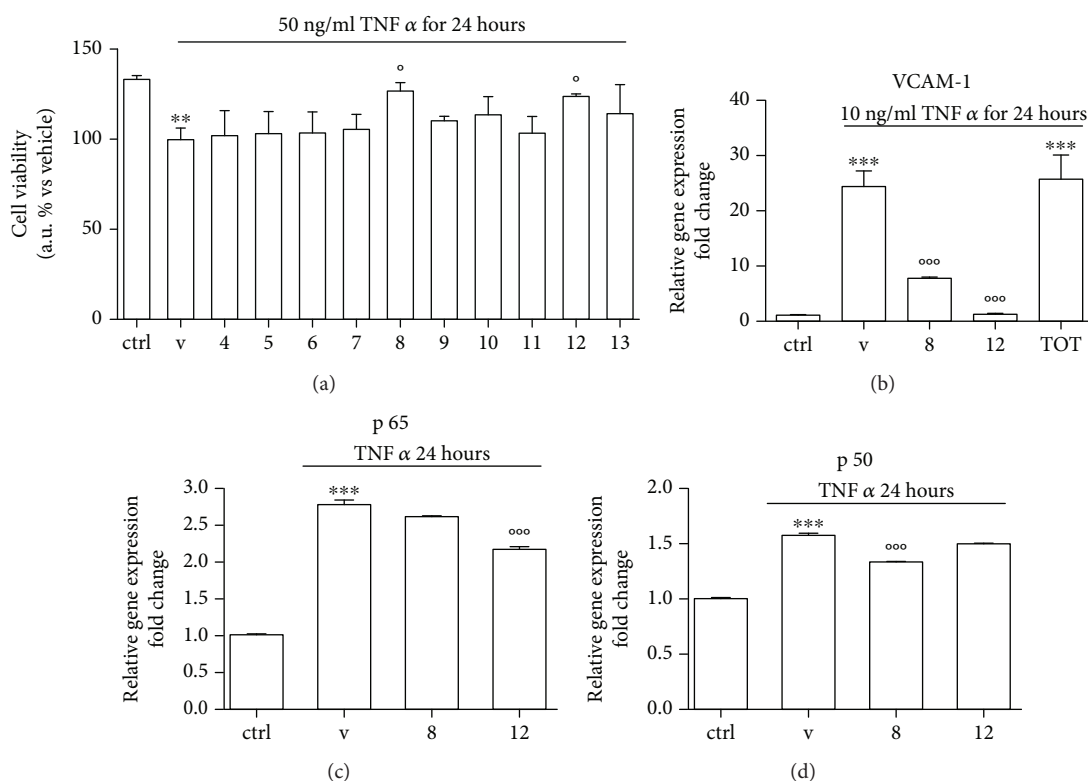 50 ng/ml TNF α for 24 hours
Cell viability
(a.u. % vs vehicle)
150
100
50
0
**
°
°
ctrl v 4 5 6 7 8 9 10 11 12 13
(a)
VCAM-1
10 ng/ml TNF α for 24 hours
Relative gene expression
fold change
40
30
20
10
0
***
°°°
°°°
***
ctrl v 8 12 TOT
(b)
p 65
TNF α 24 hours
Relative gene expression
fold change
3.0
2.5
2.0
1.0
0.0
***
°°°
ctrl v 8 12
(c)
p 50
TNF α 24 hours
Relative gene expression
fold change
2.0
1.5
1.0
0.5
0.0
***
°°°
ctrl v 8 12
(d)